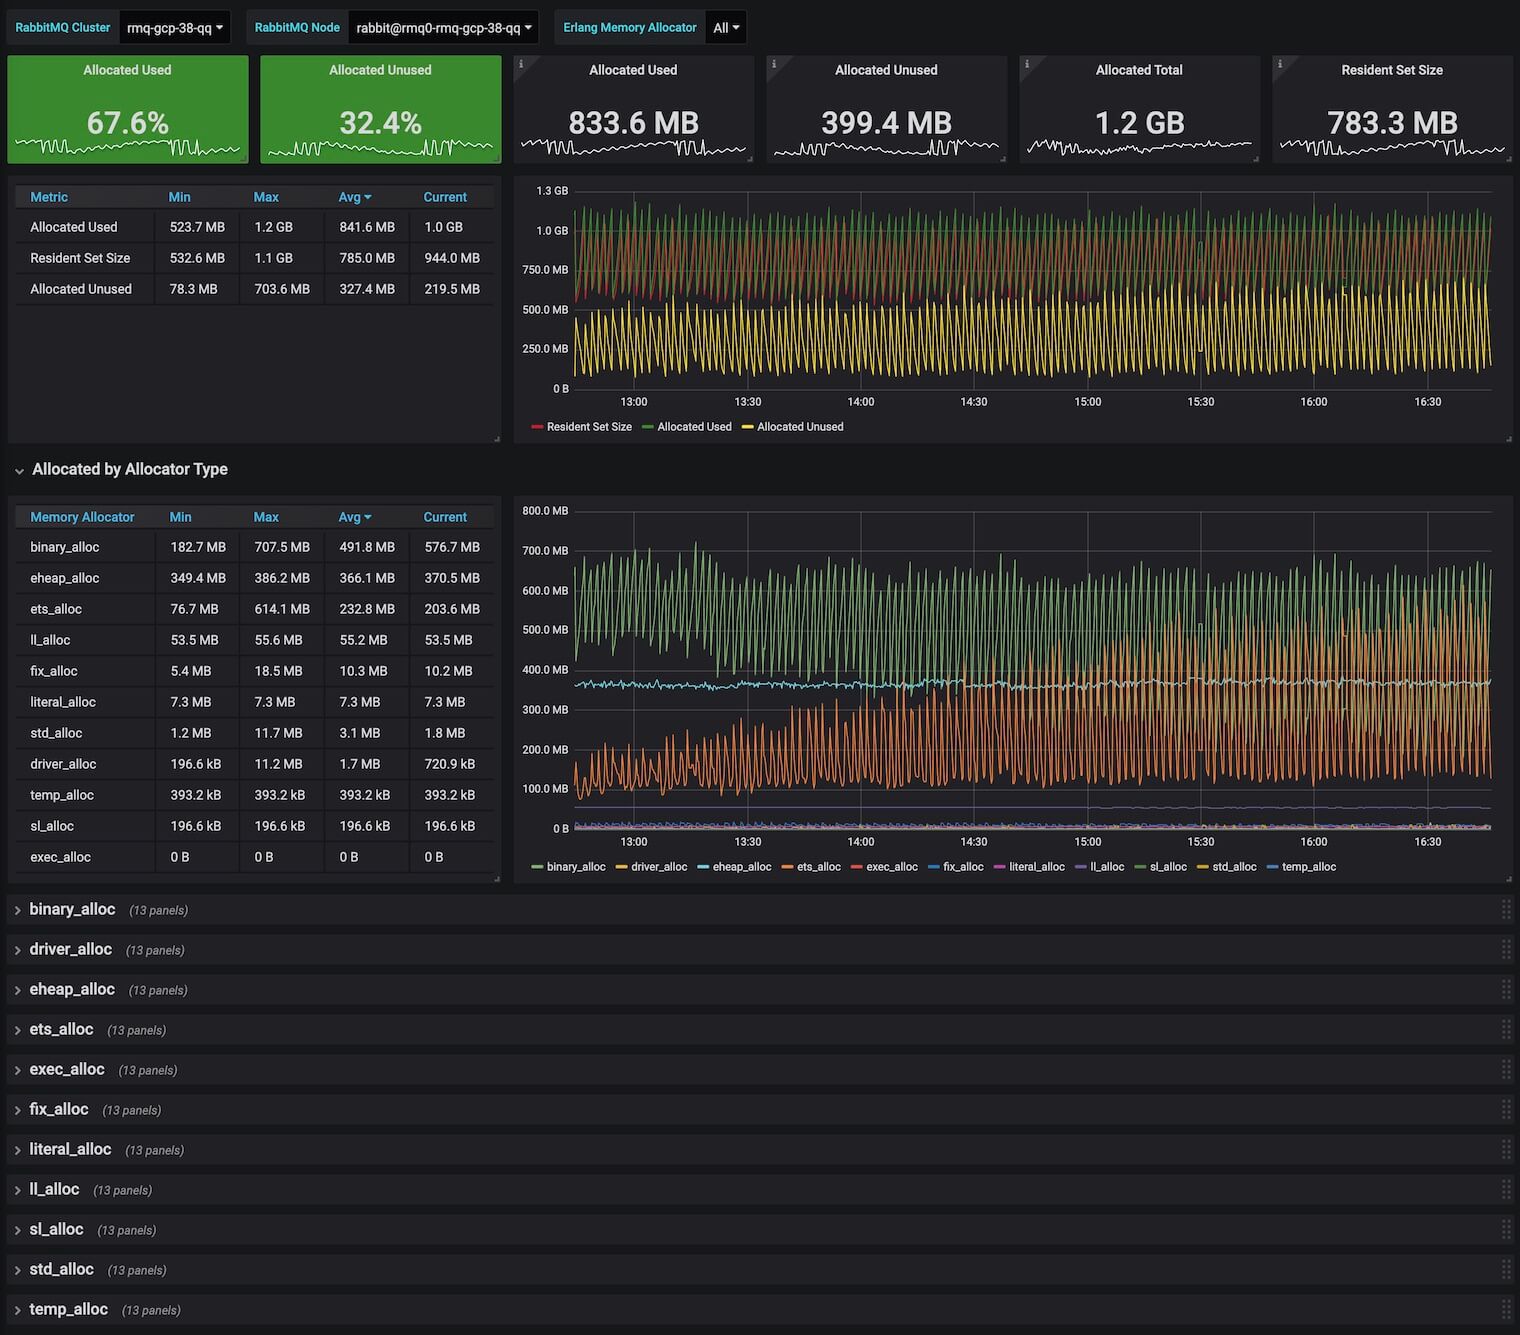 RabbitMQ Cluster rmq-gcp-38-qq RabbitMQ Node rabbit@rmq0-rmq-gcp-38-qq Erlang Memory Allocator All
Allocated Used Allocated Unused Allocated Used Allocated Unused Allocated Total Resident Set Size
67.6% 32.4% 833.6 MB 399.4 MB 1.2 GB 783.3 MB
Metric Min Max Avg Current
Allocated Used 523.7 MB 1.2 GB 841.6 MB 1.0 GB
Resident Set Size 532.6 MB 1.1 GB 785.0 MB 944.0 MB
Allocated Unused 78.3 MB 703.6 MB 327.4 MB 219.5 MB
1.3 GB
1.0 GB
750.0 MB
500.0 MB
250.0 MB
0 B
13:00 13:30 14:00 14:30 15:00 15:30 16:00 16:30
Resident Set Size Allocated Used Allocated Unused
Allocated by Allocator Type
Memory Allocator Min Max Avg Current
binary_alloc 182.7 MB 707.5 MB 491.8 MB 576.7 MB
eheap_alloc 349.4 MB 386.2 MB 366.1 MB 370.5 MB
ets_alloc 76.7 MB 614.1 MB 232.8 MB 203.6 MB
ll_alloc 53.5 MB 55.6 MB 55.2 MB 53.5 MB
fix_alloc 5.4 MB 18.5 MB 10.3 MB 10.2 MB
literal_alloc 7.3 MB 7.3 MB 7.3 MB 7.3 MB
std_alloc 1.2 MB 11.7 MB 3.1 MB 1.8 MB
driver_alloc 196.6 kB 11.2 MB 1.7 MB 720.9 kB
temp_alloc 393.2 kB 393.2 kB 393.2 kB 393.2 kB
sl_alloc 196.6 kB 196.6 kB 196.6 kB 196.6 kB
exec_alloc 0 B 0 B 0 B 0 B
800.0 MB
700.0 MB
600.0 MB
500.0 MB
400.0 MB
300.0 MB
200.0 MB
100.0 MB
0 B
13:00 13:30 14:00 14:30 15:00 15:30 16:00 16:30
binary_alloc driver_alloc eheap_alloc ets_alloc exec_alloc fix_alloc literal_alloc ll_alloc sl_alloc std_alloc temp_alloc
binary_alloc (13 panels)
driver_alloc (13 panels)
eheap_alloc (13 panels)
ets_alloc (13 panels)
exec_alloc (13 panels)
fix_alloc (13 panels)
literal_alloc (13 panels)
ll_alloc (13 panels)
sl_alloc (13 panels)
std_alloc (13 panels)
temp_alloc (13 panels)